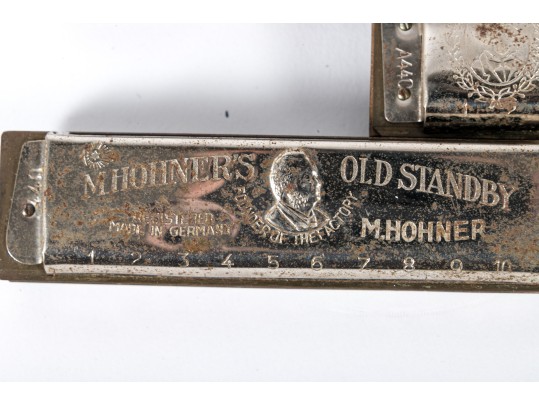 A440
M.HOHNER'S OLD STANDBY
REGISTERED
MADE IN GERMANY
FOUNDER OF THE FACTORY
M.HOHNER
1 2 3 4 5 6 7 8 9 10